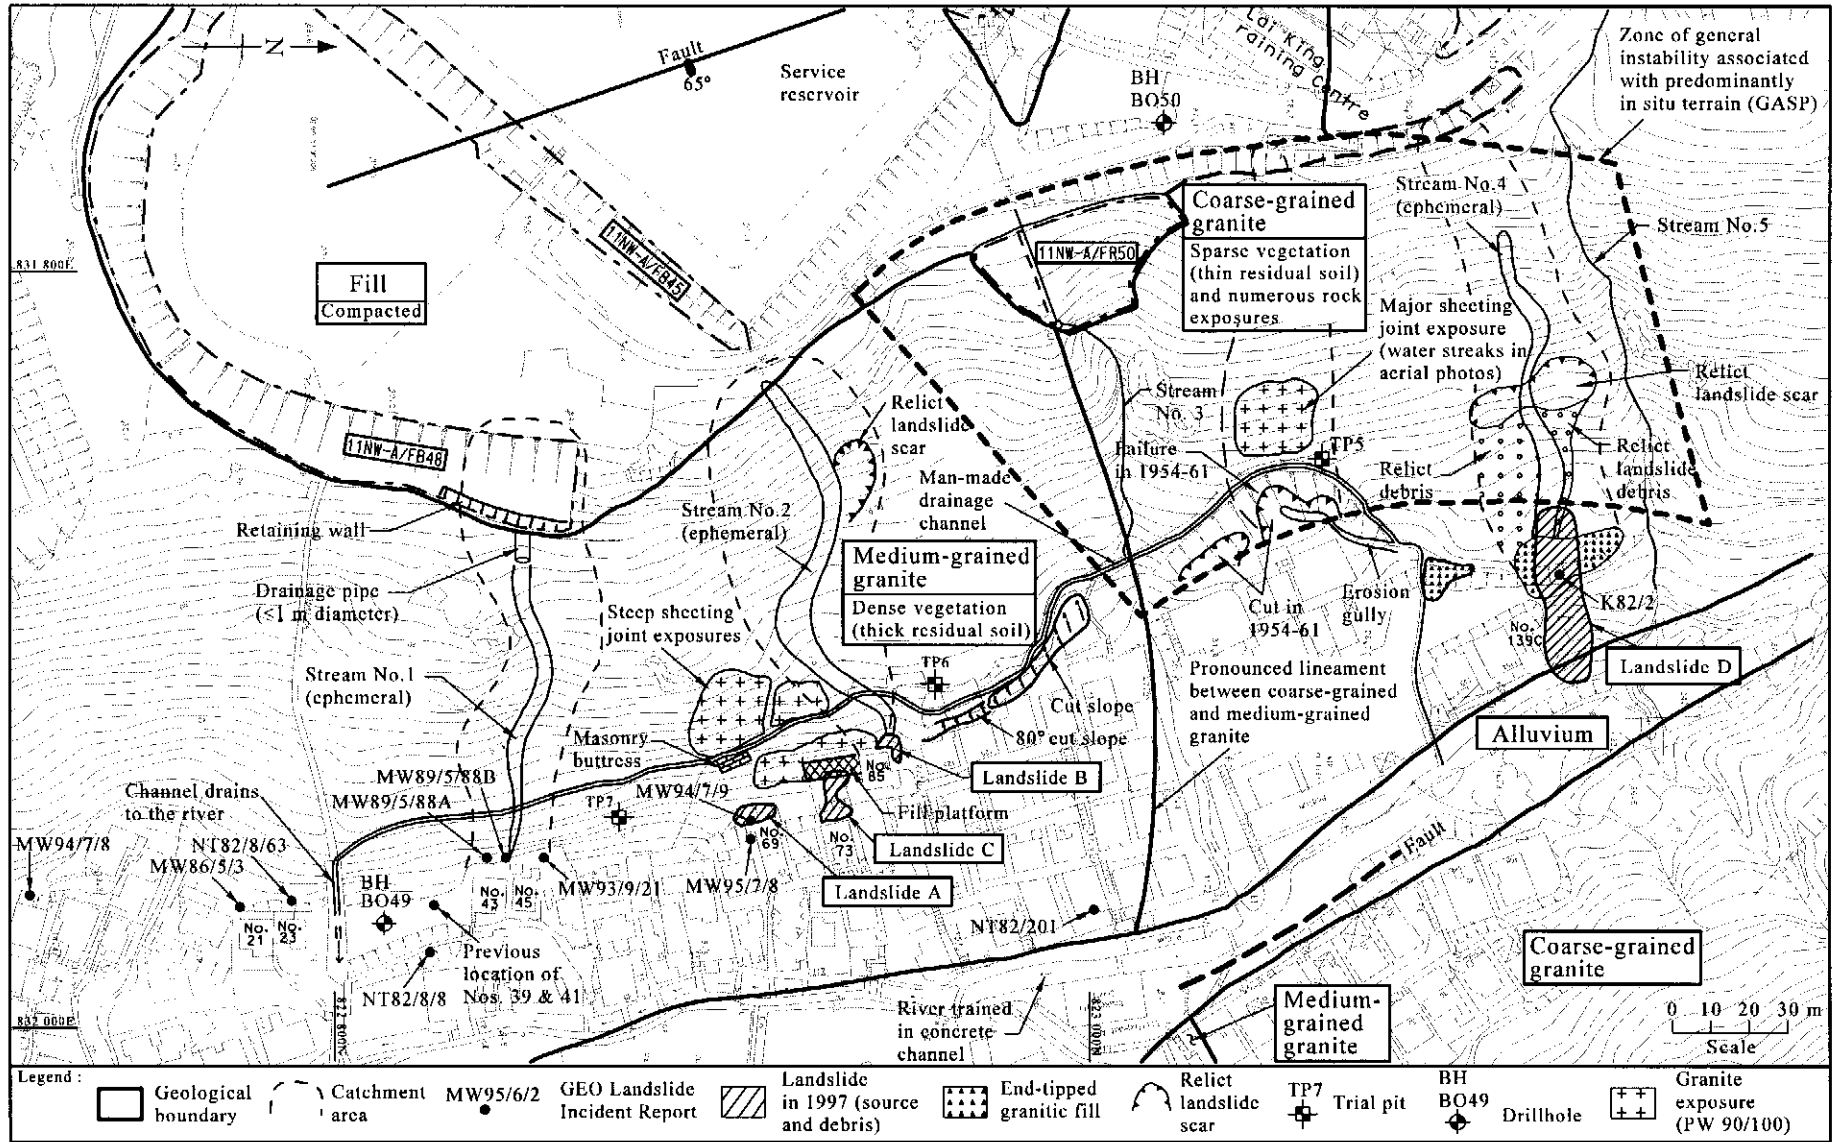 N
Fault
65°
Service
reservoir
BH
BO50
Lai King
raining Centre
Zone of general
instability associated
with predominantly
in situ terrain (GASP)
Stream No.4
(ephemeral)
Stream No.5
Coarse-grained
granite
Sparse vegetation
(thin residual soil)
and numerous rock
exposures
11NW-A/FR50
11NW-A/FB45
831 800E
Fill
Compacted
Major sheeting
joint exposure
(water streaks in
aerial photos)
Relict
landslide scar
Stream
No. 3
Relict
landslide
scar
11NW-A/FB48
Failure
in 1954-61
TP5
Relict
debris
Relict
landslide
debris
Man-made
drainage
channel
Stream No.2
(ephemeral)
Retaining wall
Medium-grained
granite
Dense vegetation
(thick residual soil)
Drainage pipe
(<1 m diameter)
Steep sheeting
joint exposures
Cut in
1954-61
Erosion
gully
K82/2
No.
139C
Landslide D
TP6
Stream No.1
(ephemeral)
Pronounced lineament
between coarse-grained
and medium-grained
granite
Cut slope
80° cut slope
Alluvium
Masonry
buttress
No.
85
Landslide B
MW89/5/88B
MW89/5/88A
Channel drains
to the river
TP7
MW94/7/9
Fill platform
No.
69
No.
73
Landslide C
MW94/7/8
NT82/8/63
MW86/5/3
BH
BO49
No.
43
No.
45
MW93/9/21
MW95/7/8
Landslide A
Fault
NT82/201
No.
21
No.
23
Previous
location of
Nos. 39 & 41
NT82/8/8
Coarse-grained
granite
832 000E
822 800N
823 000N
River trained
in concrete
channel
Medium-
grained
granite
0 10 20 30 m
Scale
Legend :
Geological
boundary
Catchment
area
MW95/6/2
GEO Landslide
Incident Report
Landslide
in 1997 (source
and debris)
End-tipped
granitic fill
Relict
landslide
scar
TP7
Trial pit
BH
BO49
Drillhole
Granite
exposure
(PW 90/100)